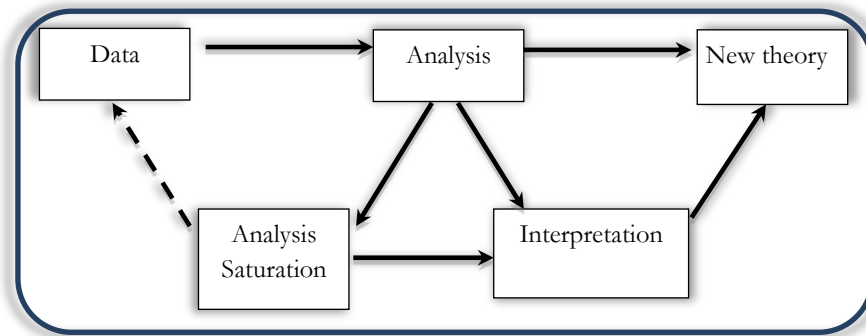 Data
Analysis
New theory
Analysis
Saturation
Interpretation